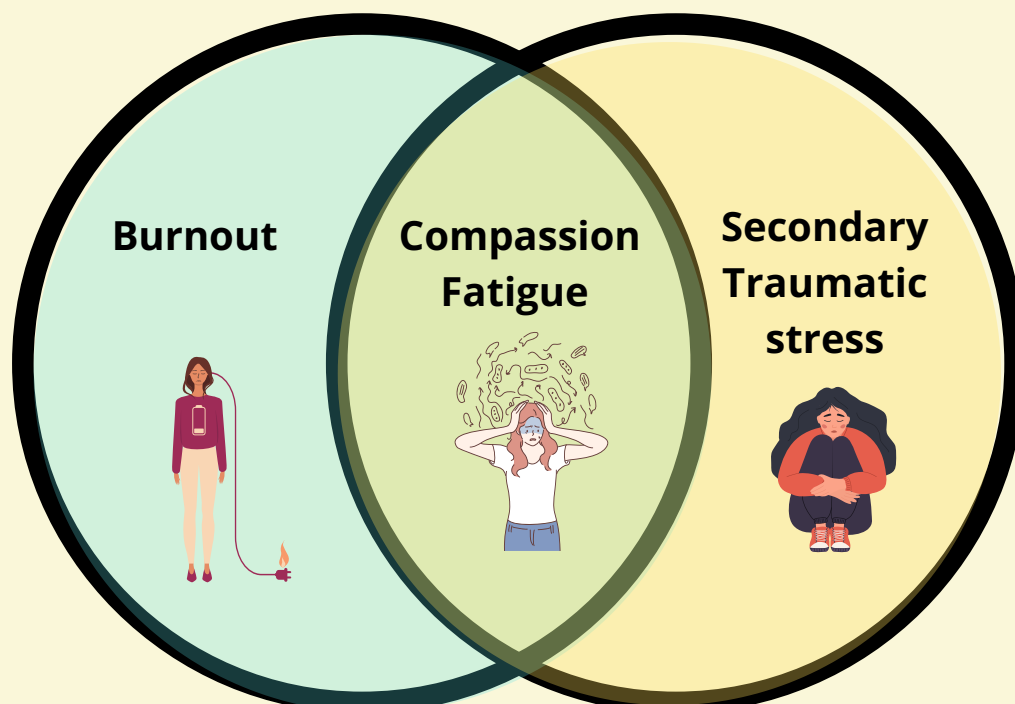 Burnout
Compassion
Fatigue
Secondary
Traumatic
stress